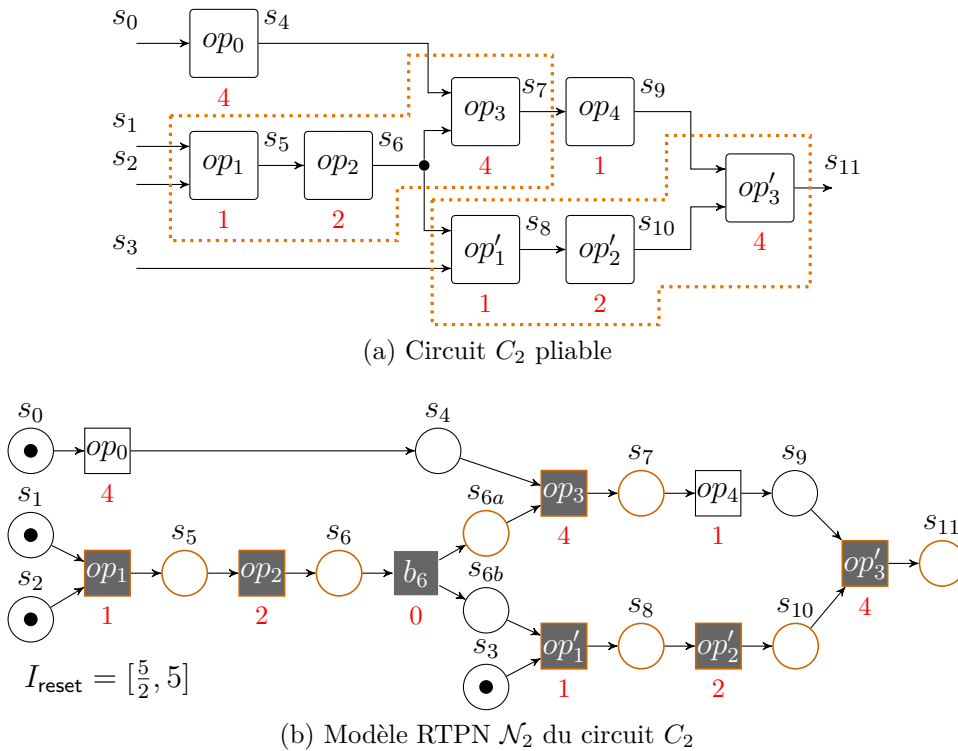 s₀ s₄
op₀
4
s₇ s₉
op₃ op₄
4 1
s₁ s₅ s₆
s₂
op₁ op₂
1 2
s₁₁
op′₃
4
s₃ s₈ s₁₀
op′₁ op′₂
1 2
(a) Circuit C₂ pliable
s₀ s₄
op₀
4
s₇ s₉
s₆ₐ op₃ op₄
4 1
s₁ s₅ s₆ s₁₁
s₂ op₁ op₂ b₆ s₆b op′₃
1 2 0 4
s₈ s₁₀
s₃ op′₁ op′₂
1 2
I_reset = [5/2, 5]
(b) Modèle RTPN 𝒩₂ du circuit C₂